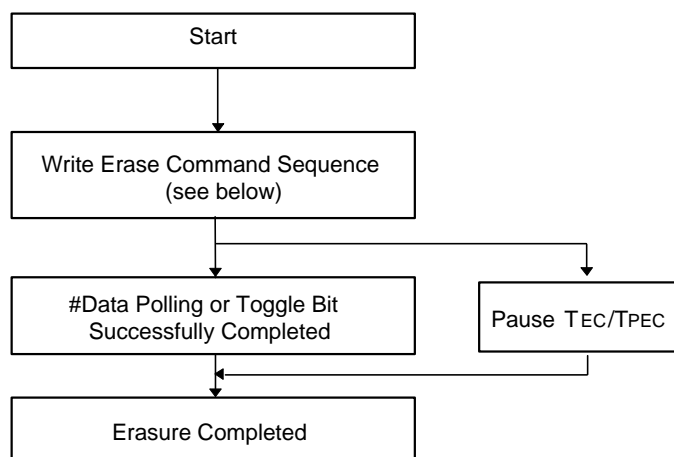 Start
Write Erase Command Sequence
(see below)
#Data Polling or Toggle Bit
Successfully Completed
Pause TEC/TPEC
Erasure Completed